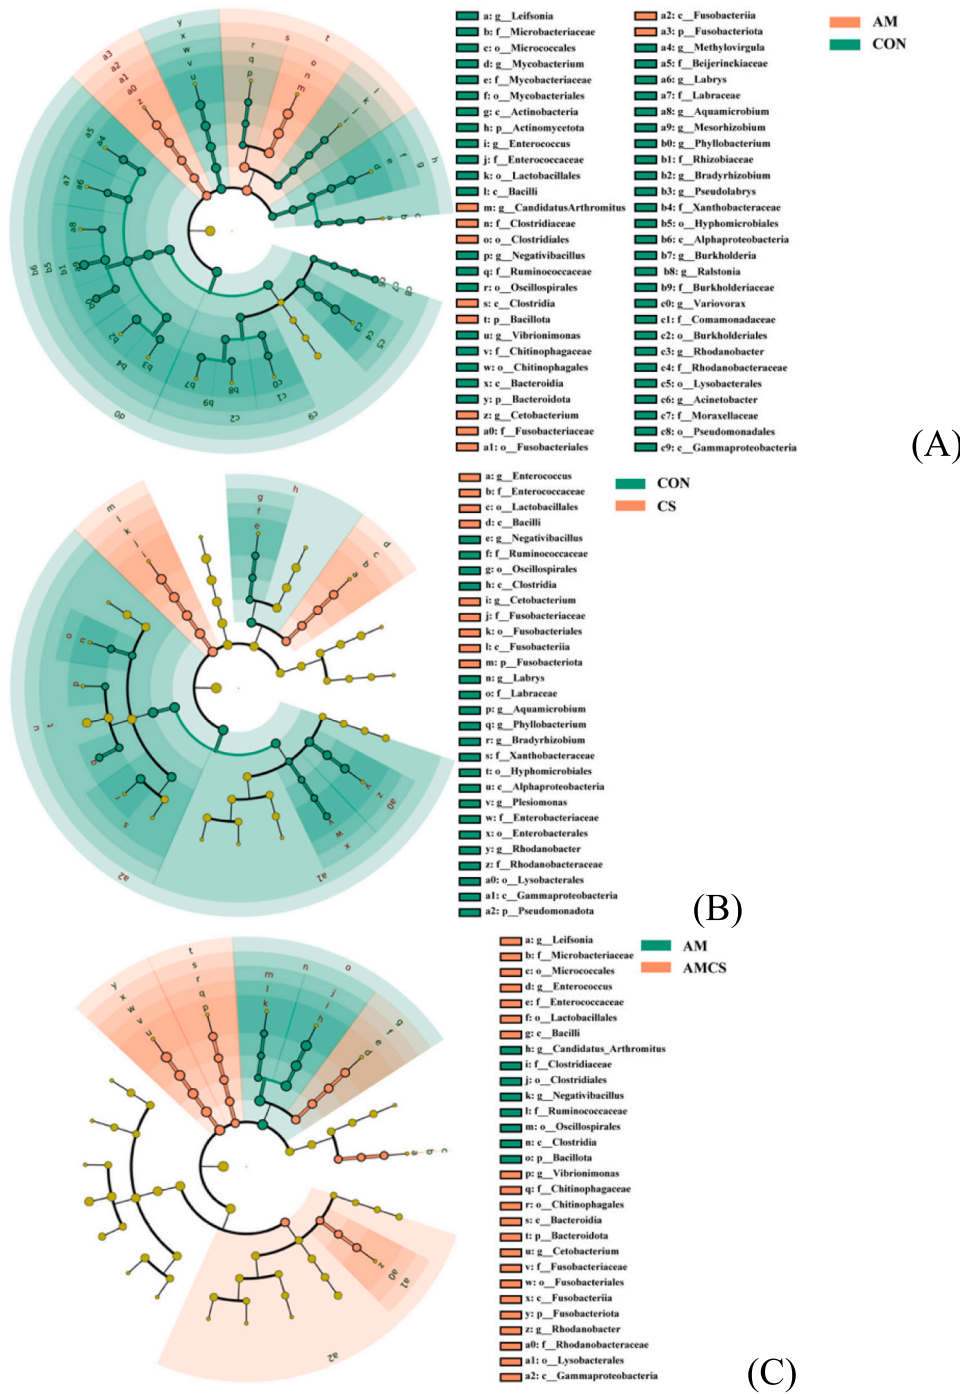 a: g__Leifsonia
b: f__Microbacteriaceae
c: o__Micrococcales
d: g__Mycobacterium
e: f__Mycobacteriaceae
f: o__Mycobacteriales
g: c__Actinobacteria
h: p__Actinomycetota
i: g__Enterococcus
j: f__Enterococcaceae
k: o__Lactobacillales
l: c__Bacilli
m: g__CandidatusArthromitus
n: f__Clostridiaceae
o: o__Clostridiales
p: g__Negativibacillus
q: f__Ruminococcaceae
r: o__Oscillospirales
s: c__Clostridia
t: p__Bacillota
u: g__Vibrionimonas
v: f__Chitinophagaceae
w: o__Chitinophagales
x: c__Bacteroidia
y: p__Bacteroidota
z: g__Cetobacterium
a0: f__Fusobacteriaceae
a1: o__Fusobacteriales
a2: c__Fusobacteriia
a3: p__Fusobacteriota
a4: g__Methylovirgula
a5: f__Beijerinckiaceae
a6: g__Labrys
a7: f__Labraceae
a8: g__Aquamicrobium
a9: g__Mesorhizobium
b0: g__Phyllobacterium
b1: f__Rhizobiaceae
b2: g__Bradyrhizobium
b3: g__Pseudolabrys
b4: f__Xanthobacteraceae
b5: o__Hyphomicrobiales
b6: c__Alphaproteobacteria
b7: g__Burkholderia
b8: g__Ralstonia
b9: f__Burkholderiaceae
c0: g__Variovorax
c1: f__Comamonadaceae
c2: o__Burkholderiales
c3: g__Rhodanobacter
c4: f__Rhodanobacteraceae
c5: o__Lysobacterales
c6: g__Acinetobacter
c7: f__Moraxellaceae
c8: o__Pseudomonadales
c9: c__Gammaproteobacteria
AM
CON
(A)
a: g__Enterococcus
b: f__Enterococcaceae
c: o__Lactobacillales
d: c__Bacilli
e: g__Negativibacillus
f: f__Ruminococcaceae
g: o__Oscillospirales
h: c__Clostridia
i: g__Cetobacterium
j: f__Fusobacteriaceae
k: o__Fusobacteriales
l: c__Fusobacteriia
m: p__Fusobacteriota
n: g__Labrys
o: f__Labraceae
p: g__Aquamicrobium
q: g__Phyllobacterium
r: g__Bradyrhizobium
s: f__Xanthobacteraceae
t: o__Hyphomicrobiales
u: c__Alphaproteobacteria
v: g__Plesiomonas
w: f__Enterobacteriaceae
x: o__Enterobacterales
y: g__Rhodanobacter
z: f__Rhodanobacteraceae
a0: o__Lysobacterales
a1: c__Gammaproteobacteria
a2: p__Pseudomonadota
CON
CS
(B)
a: g__Leifsonia
b: f__Microbacteriaceae
c: o__Micrococcales
d: g__Enterococcus
e: f__Enterococcaceae
f: o__Lactobacillales
g: c__Bacilli
h: g__Candidatus_Arthromitus
i: f__Clostridiaceae
j: o__Clostridiales
k: g__Negativibacillus
l: f__Ruminococcaceae
m: o__Oscillospirales
n: c__Clostridia
o: p__Bacillota
p: g__Vibrionimonas
q: f__Chitinophagaceae
r: o__Chitinophagales
s: c__Bacteroidia
t: p__Bacteroidota
u: g__Cetobacterium
v: f__Fusobacteriaceae
w: o__Fusobacteriales
x: c__Fusobacteriia
y: p__Fusobacteriota
z: g__Rhodanobacter
a0: f__Rhodanobacteraceae
a1: o__Lysobacterales
a2: c__Gammaproteobacteria
AM
AMCS
(C)